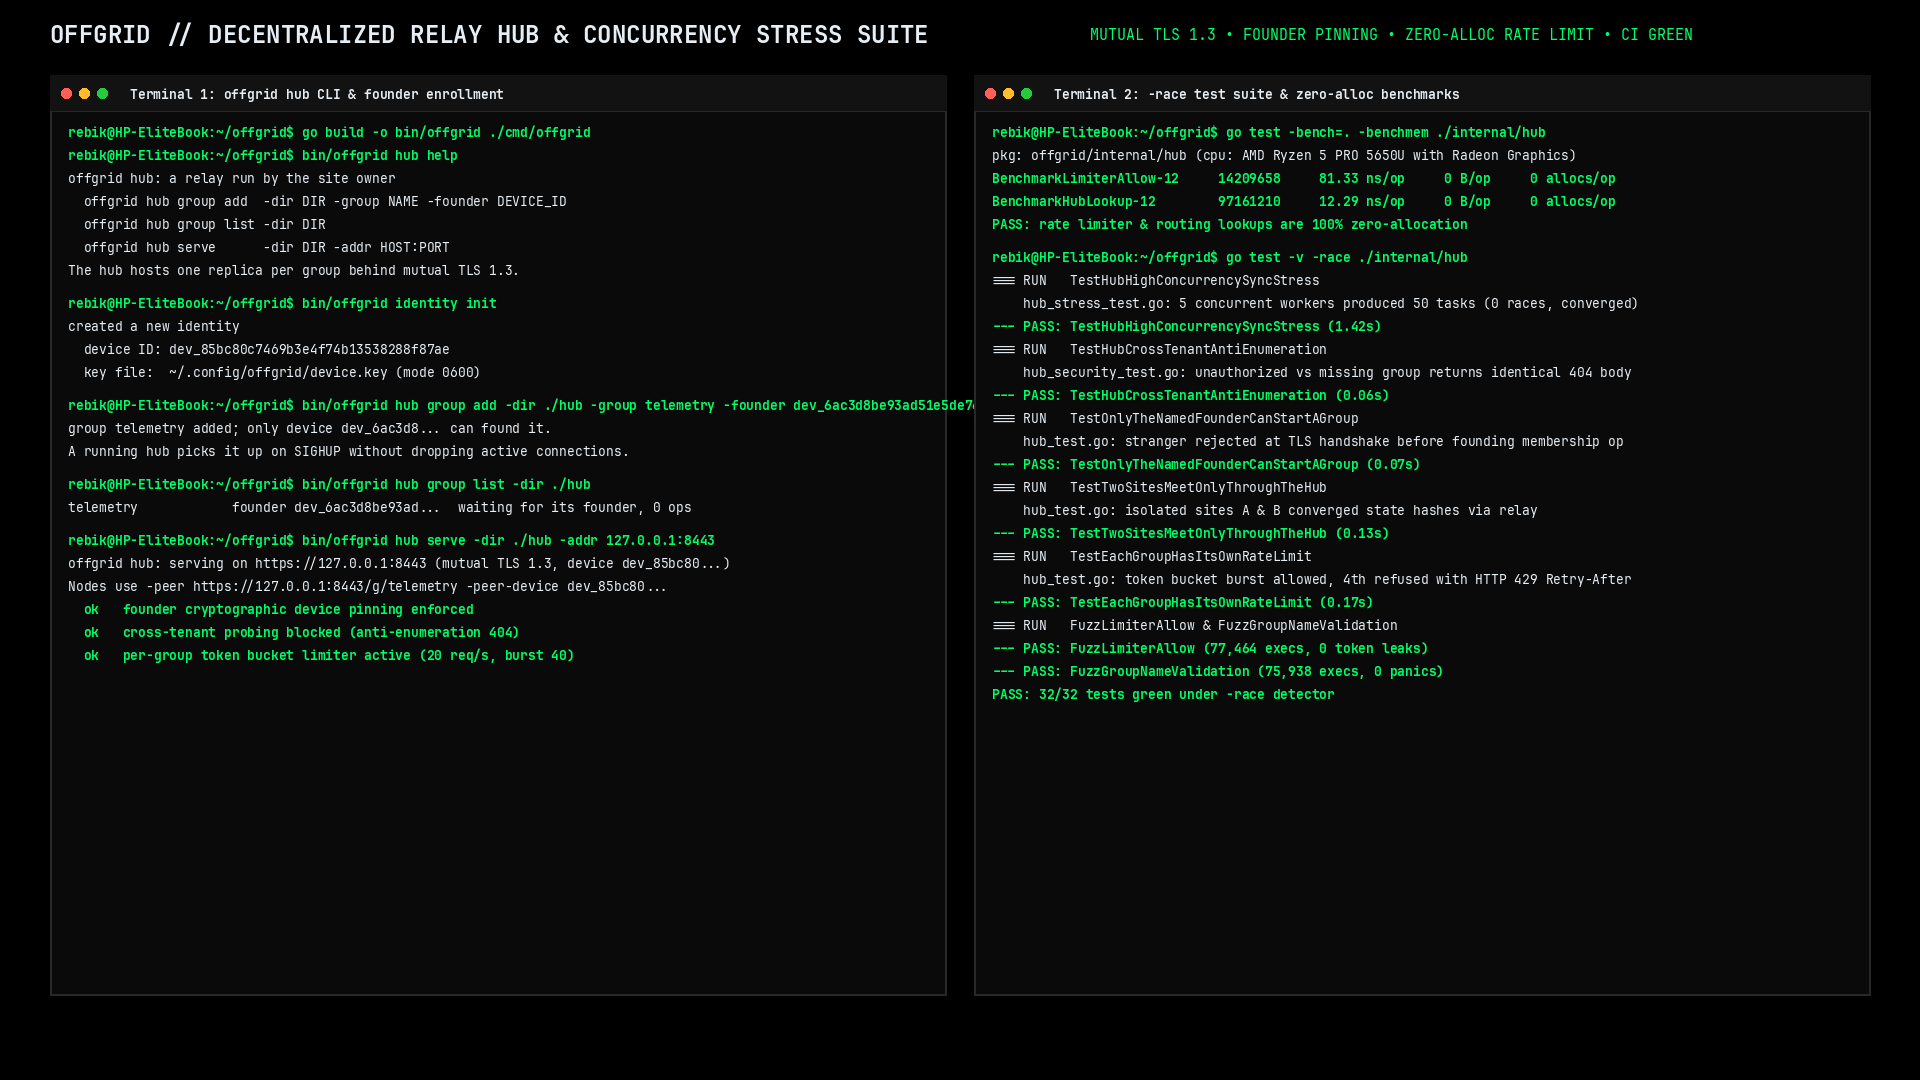 OFFGRID // DECENTRALIZED RELAY HUB & CONCURRENCY STRESS SUITE
MUTUAL TLS 1.3 • FOUNDER PINNING • ZERO-ALLOC RATE LIMIT • CI GREEN
Terminal 1: offgrid hub CLI & founder enrollment
rebik@HP-EliteBook:~/offgrid$ go build -o bin/offgrid ./cmd/offgrid
rebik@HP-EliteBook:~/offgrid$ bin/offgrid hub help
offgrid hub: a relay run by the site owner
  offgrid hub group add  -dir DIR -group NAME -founder DEVICE_ID
  offgrid hub group list -dir DIR
  offgrid hub serve      -dir DIR -addr HOST:PORT
The hub hosts one replica per group behind mutual TLS 1.3.
rebik@HP-EliteBook:~/offgrid$ bin/offgrid identity init
created a new identity
  device ID: dev_85bc80c7469b3e4f74b13538288f87ae
  key file:  ~/.config/offgrid/device.key (mode 0600)
rebik@HP-EliteBook:~/offgrid$ bin/offgrid hub group add -dir ./hub -group telemetry -founder dev_6ac3d8be93ad51e5de7
group telemetry added; only device dev_6ac3d8... can found it.
A running hub picks it up on SIGHUP without dropping active connections.
rebik@HP-EliteBook:~/offgrid$ bin/offgrid hub group list -dir ./hub
telemetry            founder dev_6ac3d8be93ad...  waiting for its founder, 0 ops
rebik@HP-EliteBook:~/offgrid$ bin/offgrid hub serve -dir ./hub -addr 127.0.0.1:8443
offgrid hub: serving on https://127.0.0.1:8443 (mutual TLS 1.3, device dev_85bc80...)
Nodes use -peer https://127.0.0.1:8443/g/telemetry -peer-device dev_85bc80...
  ok   founder cryptographic device pinning enforced
  ok   cross-tenant probing blocked (anti-enumeration 404)
  ok   per-group token bucket limiter active (20 req/s, burst 40)
Terminal 2: -race test suite & zero-alloc benchmarks
rebik@HP-EliteBook:~/offgrid$ go test -bench=. -benchmem ./internal/hub
pkg: offgrid/internal/hub (cpu: AMD Ryzen 5 PRO 5650U with Radeon Graphics)
BenchmarkLimiterAllow-12     14209658     81.33 ns/op     0 B/op     0 allocs/op
BenchmarkHubLookup-12        97161210     12.29 ns/op     0 B/op     0 allocs/op
PASS: rate limiter & routing lookups are 100% zero-allocation
rebik@HP-EliteBook:~/offgrid$ go test -v -race ./internal/hub
=== RUN   TestHubHighConcurrencySyncStress
    hub_stress_test.go: 5 concurrent workers produced 50 tasks (0 races, converged)
--- PASS: TestHubHighConcurrencySyncStress (1.42s)
=== RUN   TestHubCrossTenantAntiEnumeration
    hub_security_test.go: unauthorized vs missing group returns identical 404 body
--- PASS: TestHubCrossTenantAntiEnumeration (0.06s)
=== RUN   TestOnlyTheNamedFounderCanStartAGroup
    hub_test.go: stranger rejected at TLS handshake before founding membership op
--- PASS: TestOnlyTheNamedFounderCanStartAGroup (0.07s)
=== RUN   TestTwoSitesMeetOnlyThroughTheHub
    hub_test.go: isolated sites A & B converged state hashes via relay
--- PASS: TestTwoSitesMeetOnlyThroughTheHub (0.13s)
=== RUN   TestEachGroupHasItsOwnRateLimit
    hub_test.go: token bucket burst allowed, 4th refused with HTTP 429 Retry-After
--- PASS: TestEachGroupHasItsOwnRateLimit (0.17s)
=== RUN   FuzzLimiterAllow & FuzzGroupNameValidation
--- PASS: FuzzLimiterAllow (77,464 execs, 0 token leaks)
--- PASS: FuzzGroupNameValidation (75,938 execs, 0 panics)
PASS: 32/32 tests green under -race detector